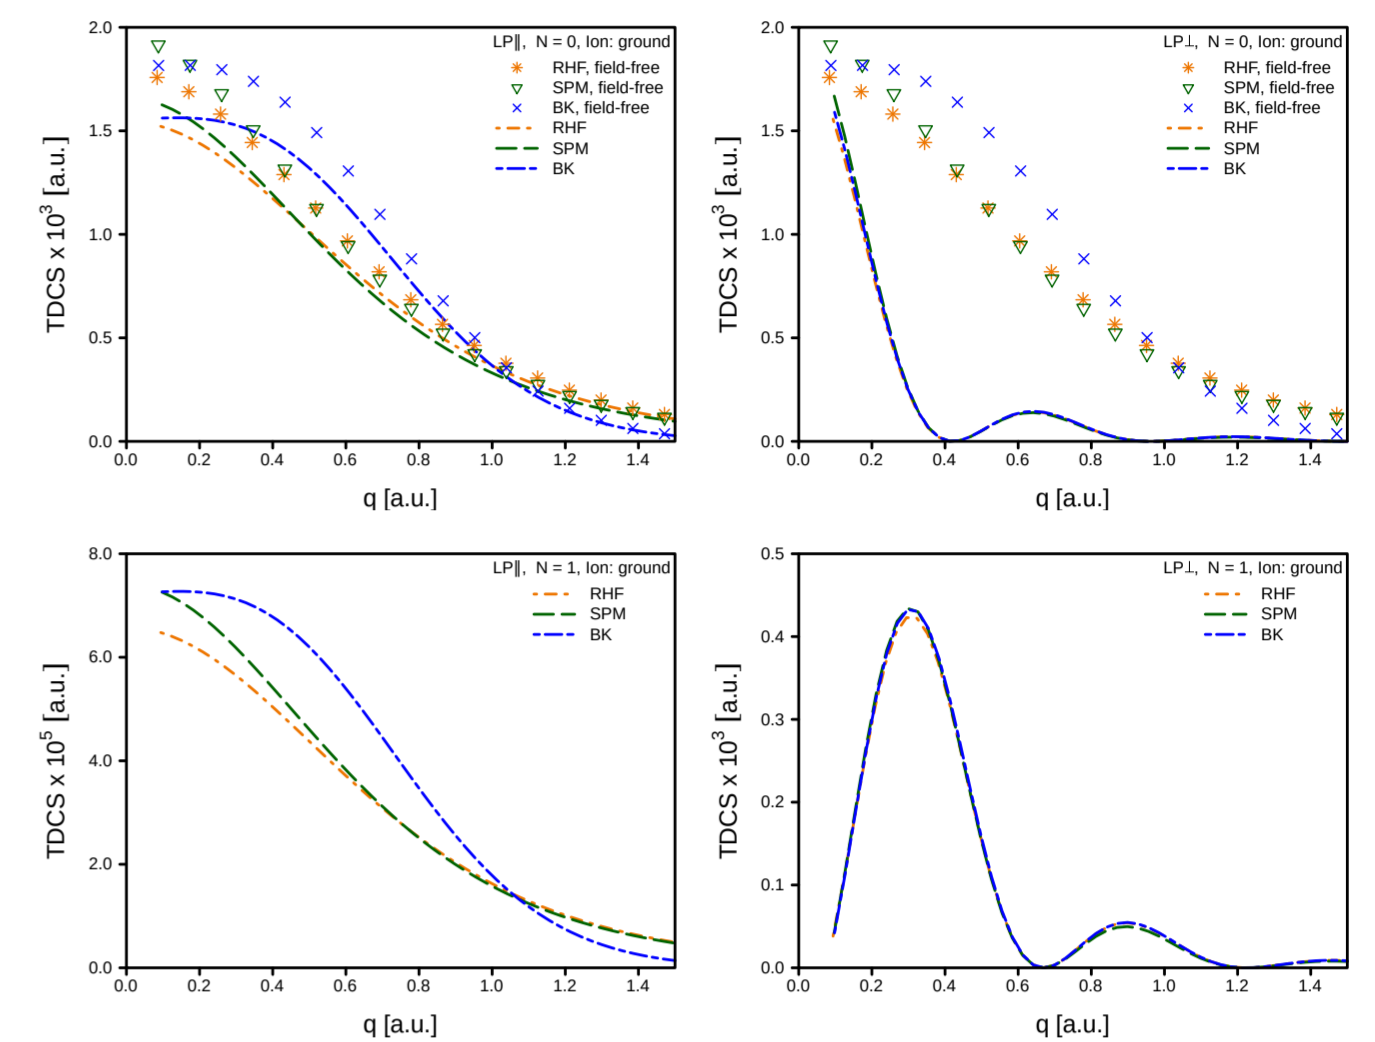 2.0
1.5
1.0
0.5
0.0
TDCS x 10³ [a.u.]
LP∥, N = 0, Ion: ground
RHF, field-free
SPM, field-free
BK, field-free
RHF
SPM
BK
0.0 0.2 0.4 0.6 0.8 1.0 1.2 1.4
q [a.u.]
2.0
1.5
1.0
0.5
0.0
TDCS x 10³ [a.u.]
LP⊥, N = 0, Ion: ground
RHF, field-free
SPM, field-free
BK, field-free
RHF
SPM
BK
0.0 0.2 0.4 0.6 0.8 1.0 1.2 1.4
q [a.u.]
8.0
6.0
4.0
2.0
0.0
TDCS x 10⁵ [a.u.]
LP∥, N = 1, Ion: ground
RHF
SPM
BK
0.0 0.2 0.4 0.6 0.8 1.0 1.2 1.4
q [a.u.]
0.5
0.4
0.3
0.2
0.1
0.0
TDCS x 10³ [a.u.]
LP⊥, N = 1, Ion: ground
RHF
SPM
BK
0.0 0.2 0.4 0.6 0.8 1.0 1.2 1.4
q [a.u.]